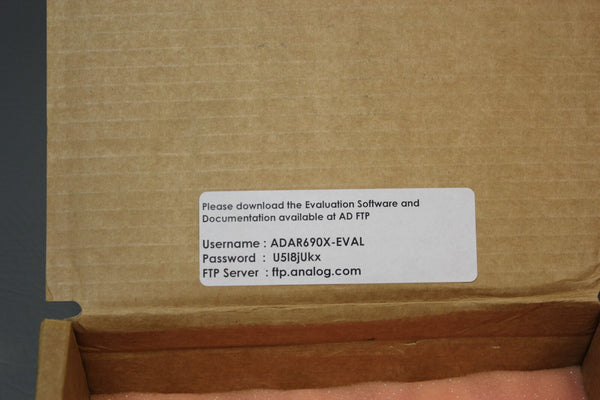 Please download the Evaluation Software and
Documentation available at AD FTP
Username : ADAR690X-EVAL
Password : U5I8jUkx
FTP Server : ftp.analog.com